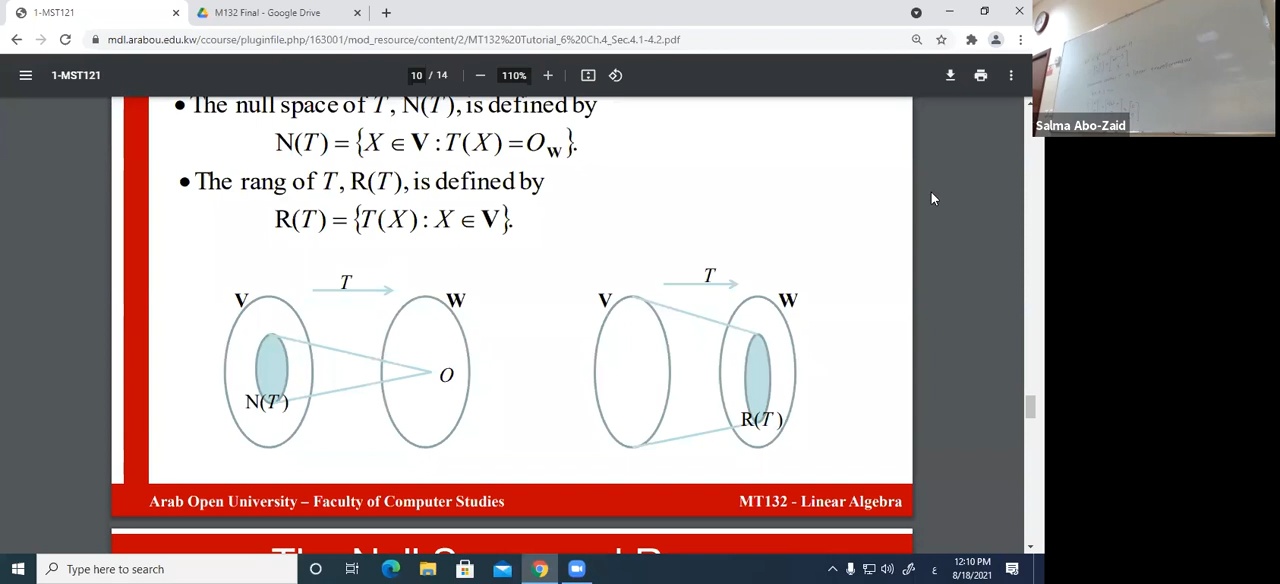 1-MST121
M132 Final - Google Drive
mdl.arabou.edu.kw/ccourse/pluginfile.php/163001/mod_resource/content/2/MT132%20Tutorial_6%20Ch.4_Sec.4.1-4.2.pdf
1-MST121
10 / 14
110%
Salma Abo-Zaid
• The null space of T, N(T), is defined by
N(T) = {X ∈ V : T(X) = O_W}.
• The rang of T, R(T), is defined by
R(T) = {T(X) : X ∈ V}.
T
V
W
O
N(T)
T
V
W
R(T)
Arab Open University – Faculty of Computer Studies
MT132 - Linear Algebra
Type here to search
ع
12:10 PM
8/18/2021